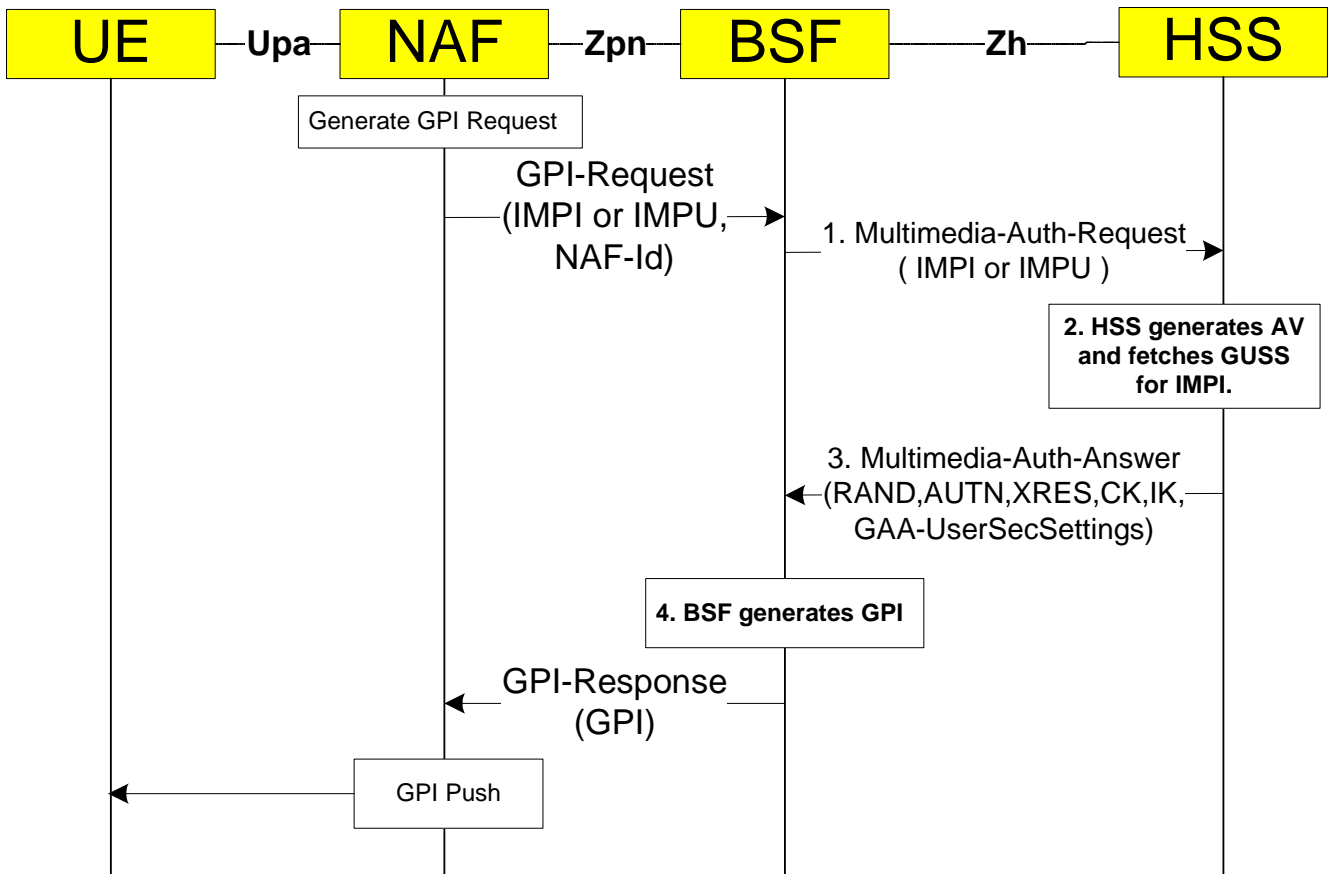 UE
Upa
NAF
Zpn
BSF
Zh
HSS
Generate GPI Request
GPI-Request
(IMPI or IMPU,
NAF-Id)
1. Multimedia-Auth-Request
( IMPI or IMPU )
2. HSS generates AV
and fetches GUSS
for IMPI.
3. Multimedia-Auth-Answer
(RAND,AUTN,XRES,CK,IK,
GAA-UserSecSettings)
4. BSF generates GPI
GPI-Response
(GPI)
GPI Push